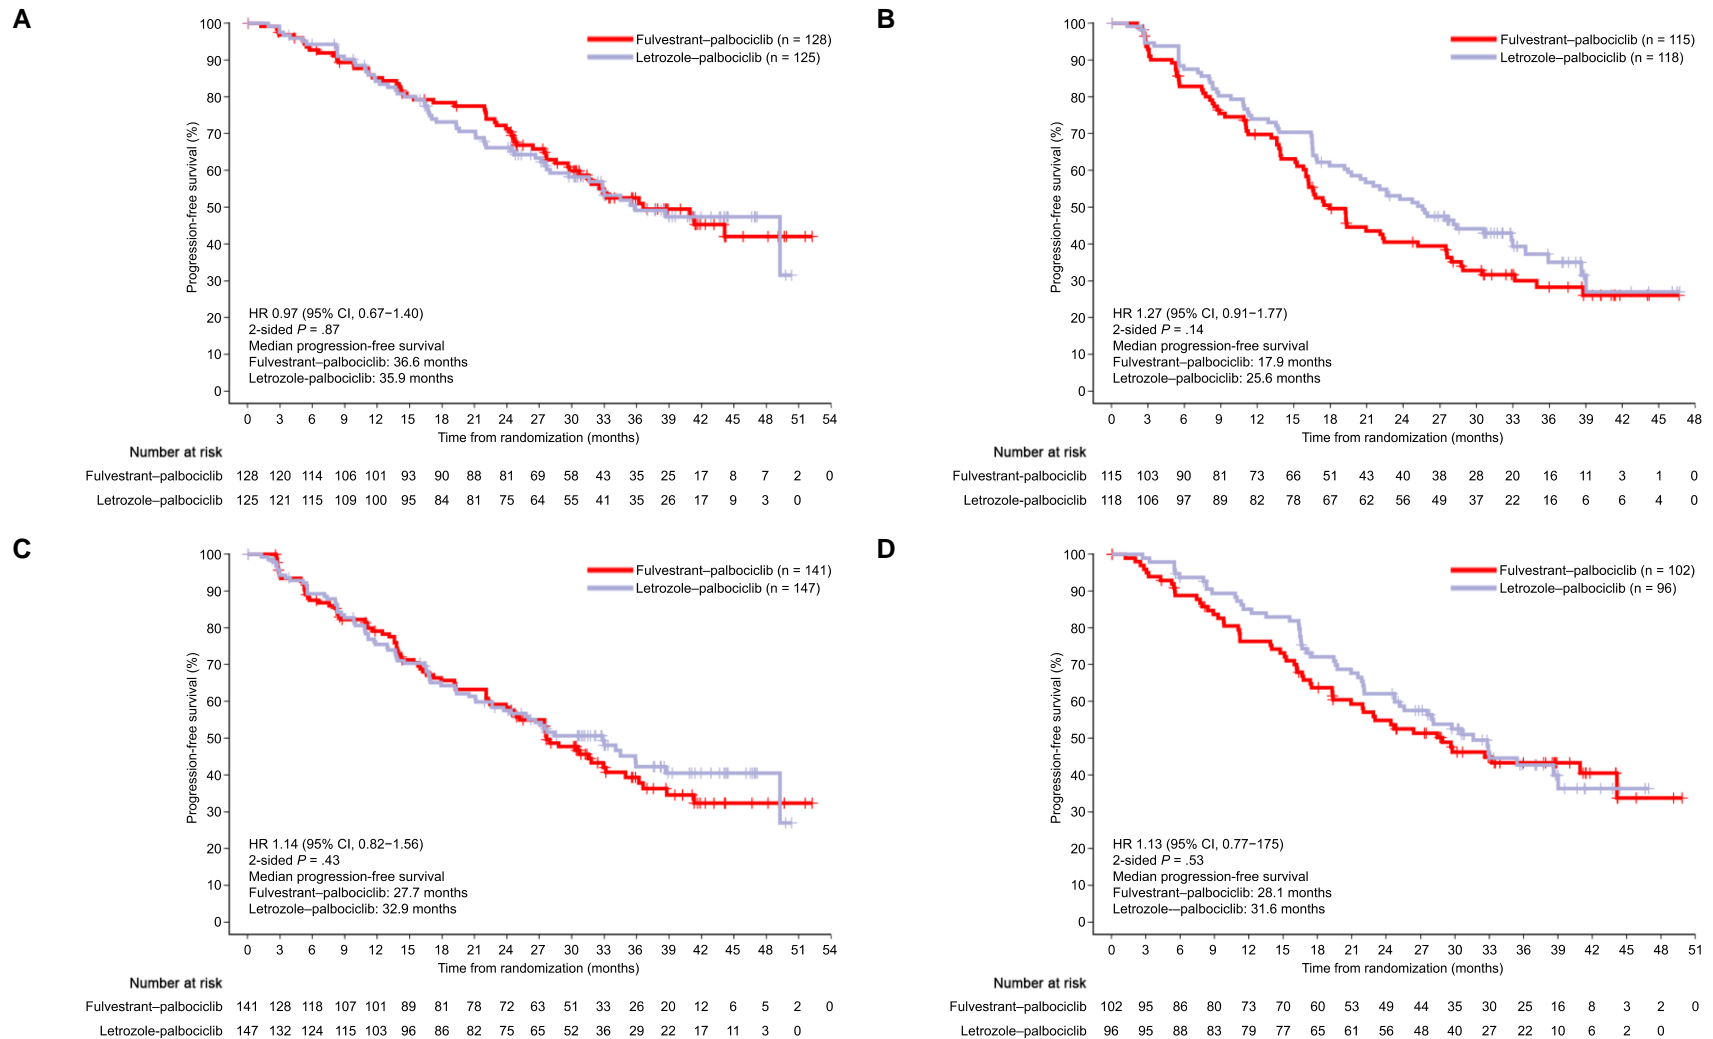 A
100
90
80
70
60
50
40
30
20
10
0
Progression-free survival (%)
Fulvestrant–palbociclib (n = 128)
Letrozole–palbociclib (n = 125)
HR 0.97 (95% CI, 0.67−1.40)
2-sided P = .87
Median progression-free survival
Fulvestrant–palbociclib: 36.6 months
Letrozole-palbociclib: 35.9 months
0 3 6 9 12 15 18 21 24 27 30 33 36 39 42 45 48 51 54
Time from randomization (months)
Number at risk
Fulvestrant–palbociclib 128 120 114 106 101 93 90 88 81 69 58 43 35 25 17 8 7 2 0
Letrozole–palbociclib 125 121 115 109 100 95 84 81 75 64 55 41 35 26 17 9 3 0
B
100
90
80
70
60
50
40
30
20
10
0
Progression-free survival (%)
Fulvestrant–palbociclib (n = 115)
Letrozole–palbociclib (n = 118)
HR 1.27 (95% CI, 0.91−1.77)
2-sided P = .14
Median progression-free survival
Fulvestrant–palbociclib: 17.9 months
Letrozole–palbociclib: 25.6 months
0 3 6 9 12 15 18 21 24 27 30 33 36 39 42 45 48
Time from randomization (months)
Number at risk
Fulvestrant-palbociclib 115 103 90 81 73 66 51 43 40 38 28 20 16 11 3 1 0
Letrozole-palbociclib 118 106 97 89 82 78 67 62 56 49 37 22 16 6 6 4 0
C
100
90
80
70
60
50
40
30
20
10
0
Progression-free survival (%)
Fulvestrant–palbociclib (n = 141)
Letrozole–palbociclib (n = 147)
HR 1.14 (95% CI, 0.82−1.56)
2-sided P = .43
Median progression-free survival
Fulvestrant–palbociclib: 27.7 months
Letrozole–palbociclib: 32.9 months
0 3 6 9 12 15 18 21 24 27 30 33 36 39 42 45 48 51 54
Time from randomization (months)
Number at risk
Fulvestrant–palbociclib 141 128 118 107 101 89 81 78 72 63 51 33 26 20 12 6 5 2 0
Letrozole-palbociclib 147 132 124 115 103 96 86 82 75 65 52 36 29 22 17 11 3 0
D
100
90
80
70
60
50
40
30
20
10
0
Progression-free survival (%)
Fulvestrant–palbociclib (n = 102)
Letrozole–palbociclib (n = 96)
HR 1.13 (95% CI, 0.77−175)
2-sided P = .53
Median progression-free survival
Fulvestrant–palbociclib: 28.1 months
Letrozole-–palbociclib: 31.6 months
0 3 6 9 12 15 18 21 24 27 30 33 36 39 42 45 48 51
Time from randomization (months)
Number at risk
Fulvestrant–palbociclib 102 95 86 80 73 70 60 53 49 44 35 30 25 16 8 3 2 0
Letrozole–palbociclib 96 95 88 83 79 77 65 61 56 48 40 27 22 10 6 2 0